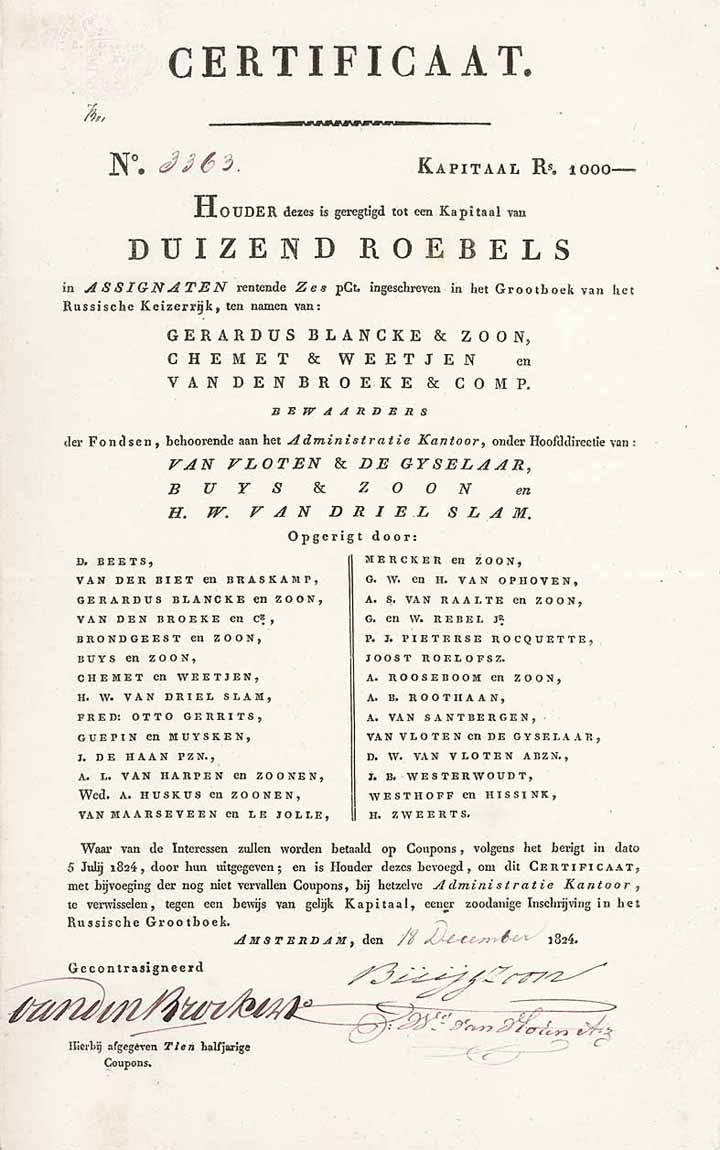 CERTIFICAAT.
Nº. 3363. KAPITAAL Rs. 1000—
HOUDER dezes is geregtigd tot een Kapitaal van
DUIZEND ROEBELS
in ASSIGNATEN rentende Zes pCt. ingeschreven in het Grootboek van het
Russische Keizerrijk, ten namen van:
GERARDUS BLANCKE & ZOON,
CHEMET & WEETJEN en
VAN DEN BROEKE & COMP.
BEWAARDERS
der Fondsen, behoorende aan het Administratie Kantoor, onder Hoofddirectie van:
VAN VLOTEN & DE GYSELAAR,
BUYS & ZOON en
H. W. VAN DRIEL SLAM.
Opgerigt door:
D. BEETS,
VAN DER BIET en BRASKAMP,
GERARDUS BLANCKE en ZOON,
VAN DEN BROEKE en Cº.,
BRONDGEEST en ZOON,
BUYS en ZOON,
CHEMET en WEETJEN,
H. W. VAN DRIEL SLAM,
FRED: OTTO GERRITS,
GUEPIN en MUYSKEN,
J. DE HAAN PZN.,
A. L. VAN HARPEN en ZOONEN,
Wed. A. HUSKUS en ZOONEN,
VAN MAARSEVEEN en LE JOLLE,
MERCKER en ZOON,
G. W. en H. VAN OPHOVEN,
A. S. VAN RAALTE en ZOON,
G. en W. REBEL JR.
P. J. PIETERSE ROCQUETTE,
JOOST ROELOFSZ.
A. ROOSEBOOM en ZOON,
A. B. ROOTHAAN,
A. VAN SANTBERGEN,
VAN VLOTEN en DE GYSELAAR,
D. W. VAN VLOTEN ABZN.,
J. B. WESTERWOUDT,
WESTHOFF en HISSINK,
H. ZWEERTS.
Waar van de Interessen zullen worden betaald op Coupons, volgens het berigt in dato
5 Julij 1824, door hun uitgegeven; en is Houder dezes bevoegd, om dit CERTIFICAAT,
met bijvoeging der nog niet vervallen Coupons, bij hetzelve Administratie Kantoor,
te verwisselen, tegen een bewijs van gelijk Kapitaal, eener zoodanige Inschrijving in het
Russische Grootboek.
AMSTERDAM, den 18 December 1824.
Gecontrasigneerd
Buijs & Zoon
van den Broeke & Cº
Hierbij afgegeven Tien halfjarige
Coupons.